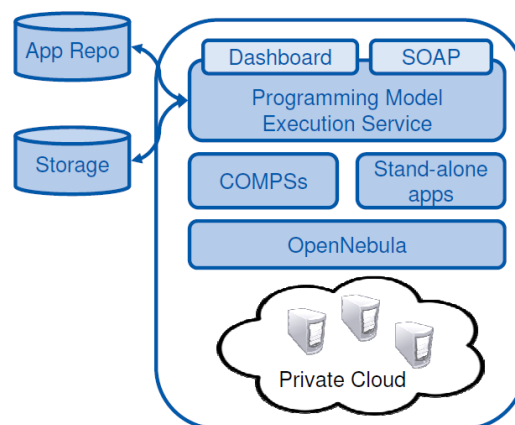 App Repo
Storage
Dashboard
SOAP
Programming Model
Execution Service
COMPSs
Stand-alone
apps
OpenNebula
Private Cloud